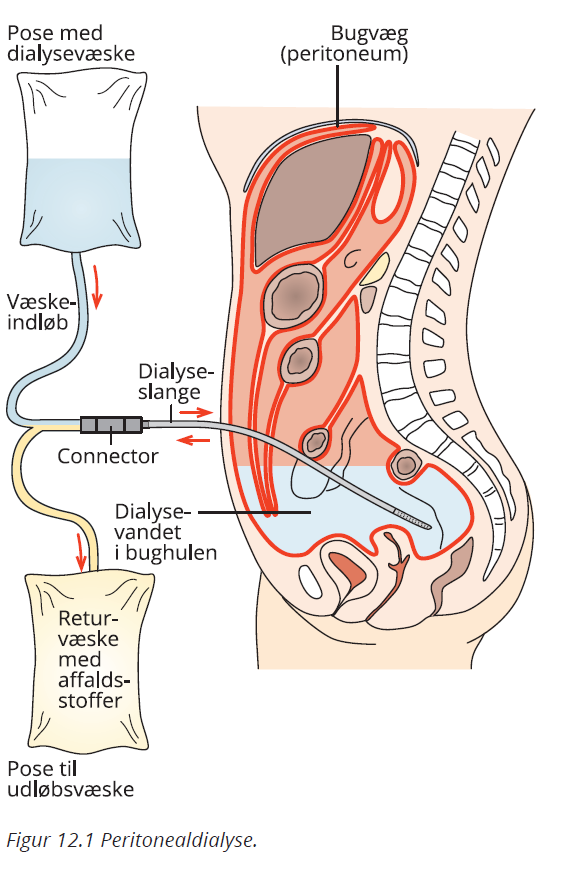 Pose med
dialysevæske
Bugvæg
(peritoneum)
Væske-
indløb
Dialyse-
slange
Connector
Dialyse-
vandet
i bughulen
Retur-
væske
med
affalds-
stoffer
Pose til
udløbsvæske
Figur 12.1 Peritonealdialyse.